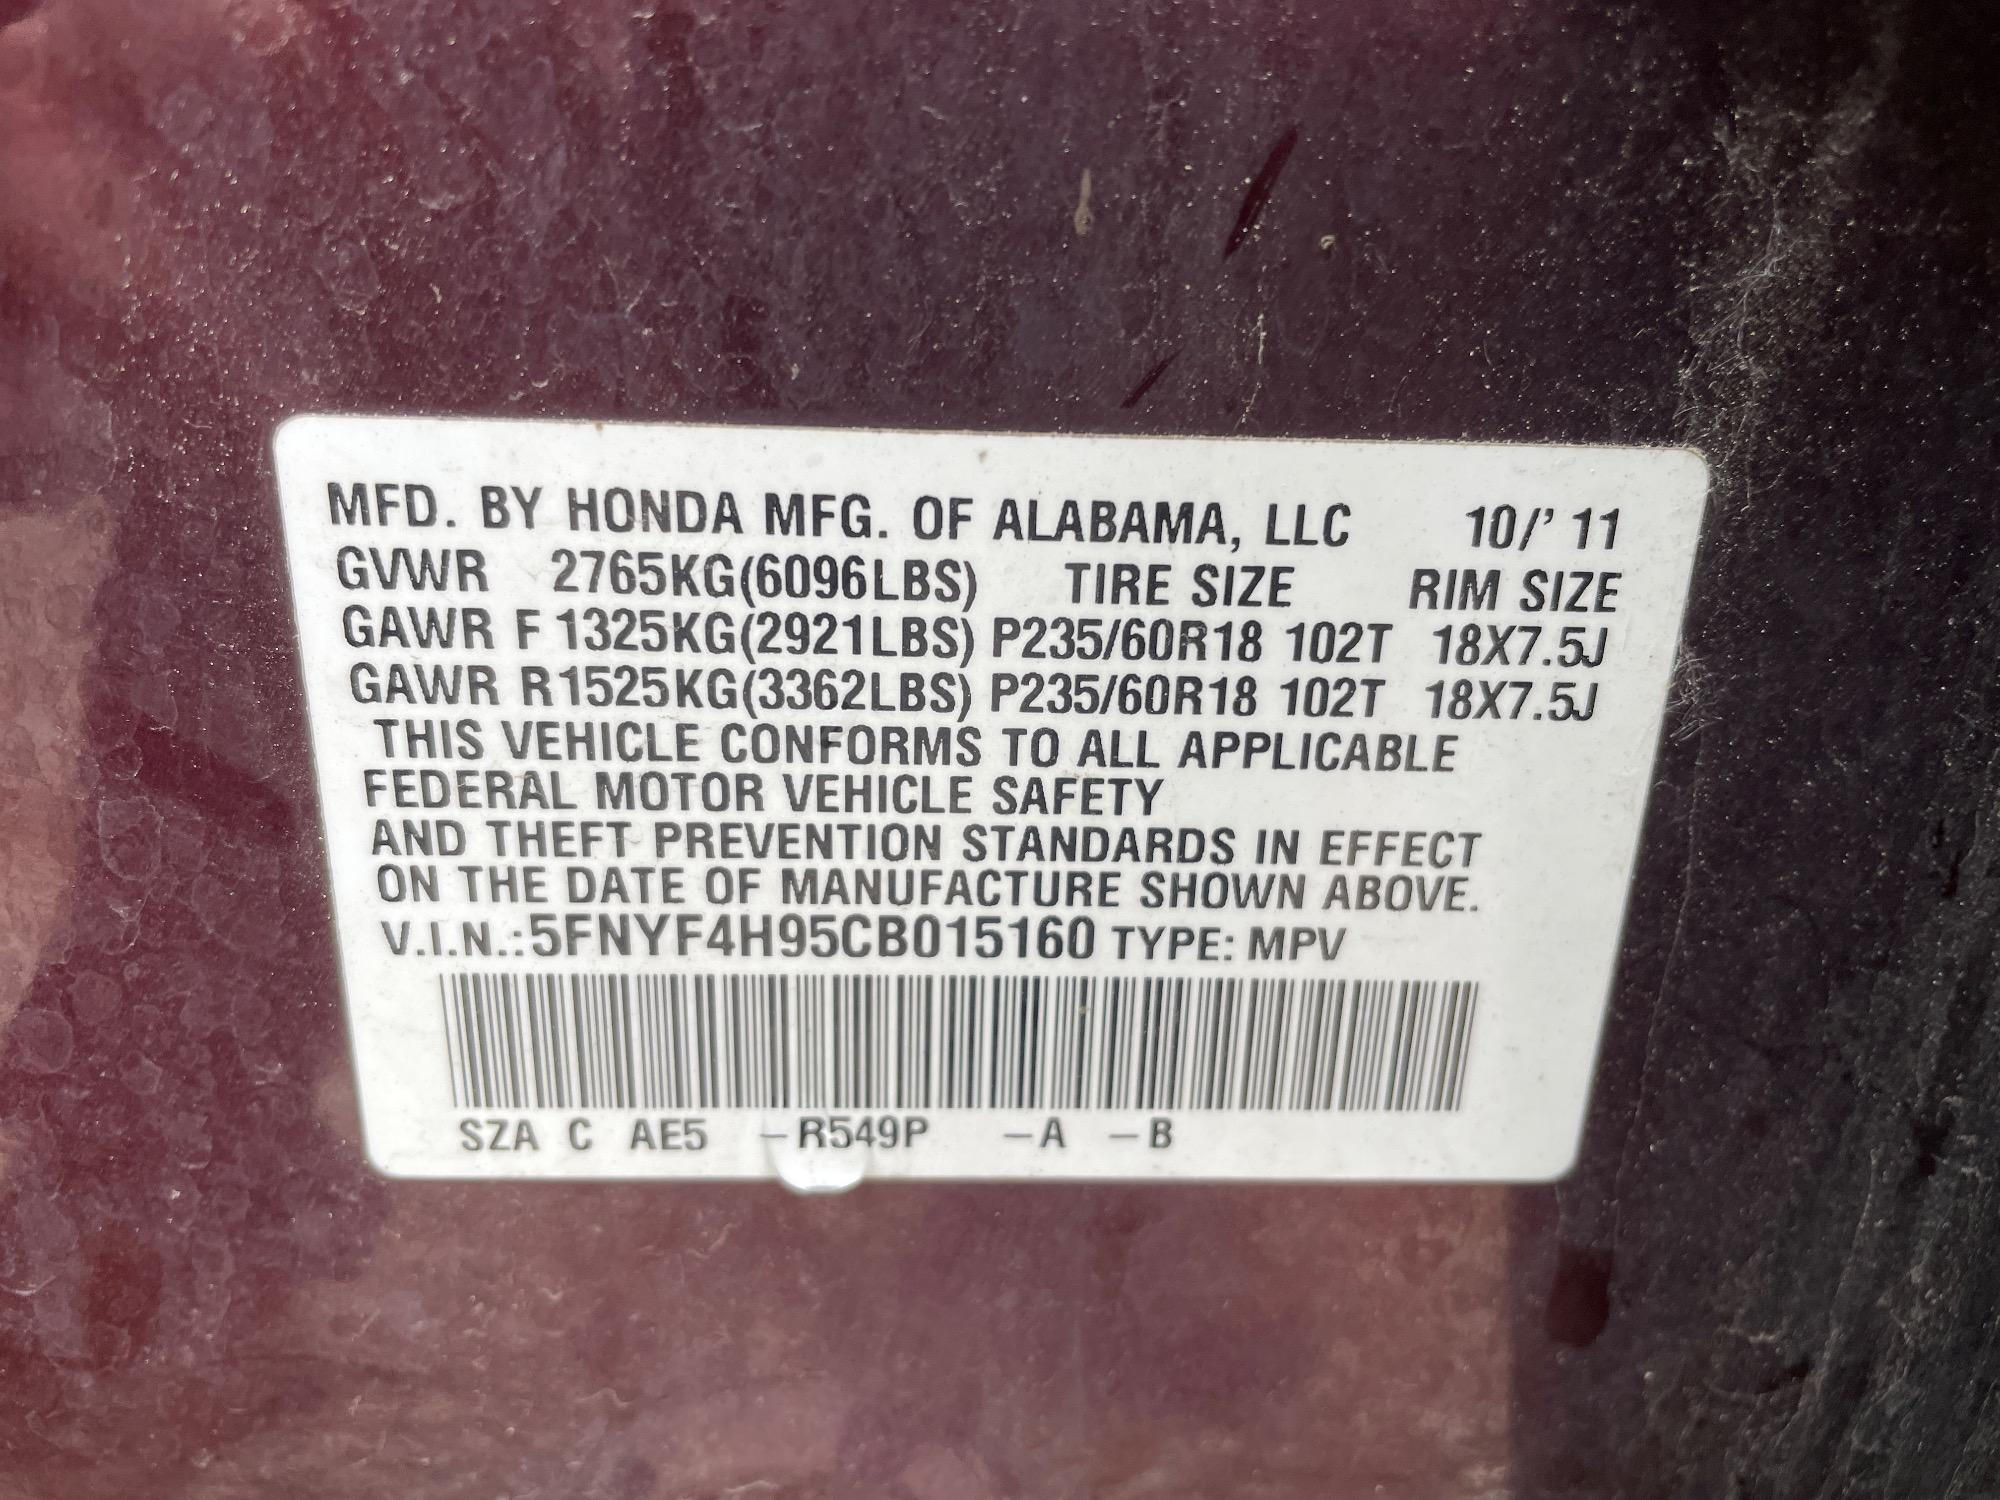 MFD. BY HONDA MFG. OF ALABAMA, LLC 10/' 11
GVWR 2765KG(6096LBS) TIRE SIZE RIM SIZE
GAWR F 1325KG(2921LBS) P235/60R18 102T 18X7.5J
GAWR R1525KG(3362LBS) P235/60R18 102T 18X7.5J
THIS VEHICLE CONFORMS TO ALL APPLICABLE
FEDERAL MOTOR VEHICLE SAFETY
AND THEFT PREVENTION STANDARDS IN EFFECT
ON THE DATE OF MANUFACTURE SHOWN ABOVE.
V.I.N.:5FNYF4H95CB015160 TYPE: MPV
SZA C AE5 –R549P –A –B